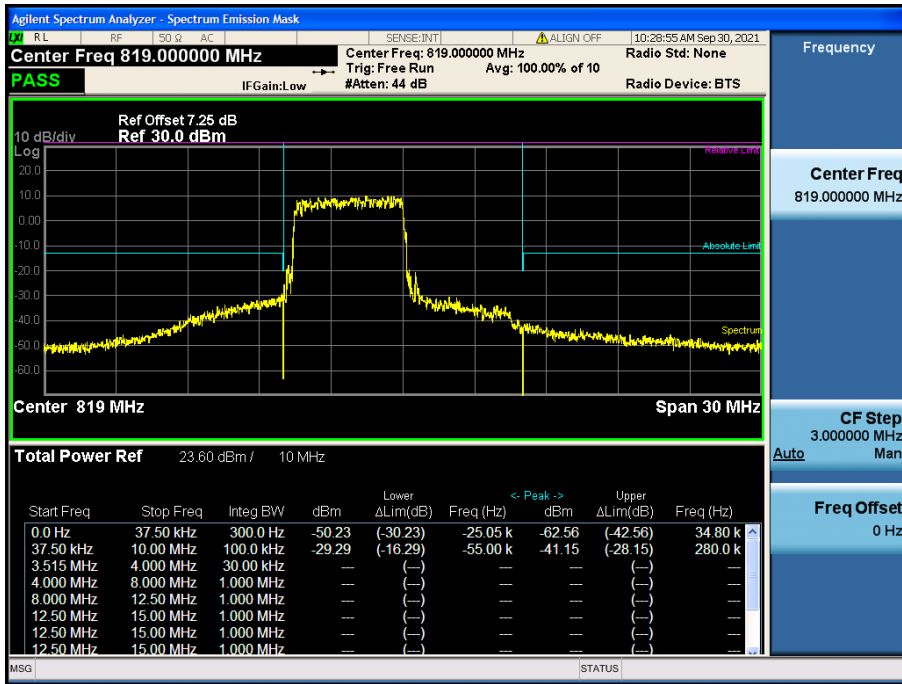 Agilent Spectrum Analyzer - Spectrum Emission Mask
LXI RL RF 50 Ω AC SENSE:INT ALIGN OFF 10:28:55 AM Sep 30, 2021
Center Freq 819.000000 MHz Center Freq: 819.000000 MHz Radio Std: None Frequency
Trig: Free Run Avg: 100.00% of 10
PASS IFGain:Low #Atten: 44 dB Radio Device: BTS
Ref Offset 7.25 dB
10 dB/div Ref 30.0 dBm
Log Relative Limit
20.0
10.0
0.00
-10.0 Absolute Limit
-20.0
-30.0
-40.0
Spectrum
-50.0
-60.0
Center 819 MHz Span 30 MHz
Center Freq
819.000000 MHz
CF Step
3.000000 MHz
Auto Man
Freq Offset
0 Hz
Total Power Ref 23.60 dBm / 10 MHz
Lower <- Peak -> Upper
Start Freq Stop Freq Integ BW dBm ΔLim(dB) Freq (Hz) dBm ΔLim(dB) Freq (Hz)
0.0 Hz 37.50 kHz 300.0 Hz -50.23 (-30.23) -25.05 k -62.56 (-42.56) 34.80 k
37.50 kHz 10.00 MHz 100.0 kHz -29.29 (-16.29) -55.00 k -41.15 (-28.15) 280.0 k
3.515 MHz 4.000 MHz 30.00 kHz --- (---) --- --- (---) ---
4.000 MHz 8.000 MHz 1.000 MHz --- (---) --- --- (---) ---
8.000 MHz 12.50 MHz 1.000 MHz --- (---) --- --- (---) ---
12.50 MHz 15.00 MHz 1.000 MHz --- (---) --- --- (---) ---
12.50 MHz 15.00 MHz 1.000 MHz --- (---) --- --- (---) ---
12.50 MHz 15.00 MHz 1.000 MHz --- (---) --- --- (---) ---
MSG STATUS